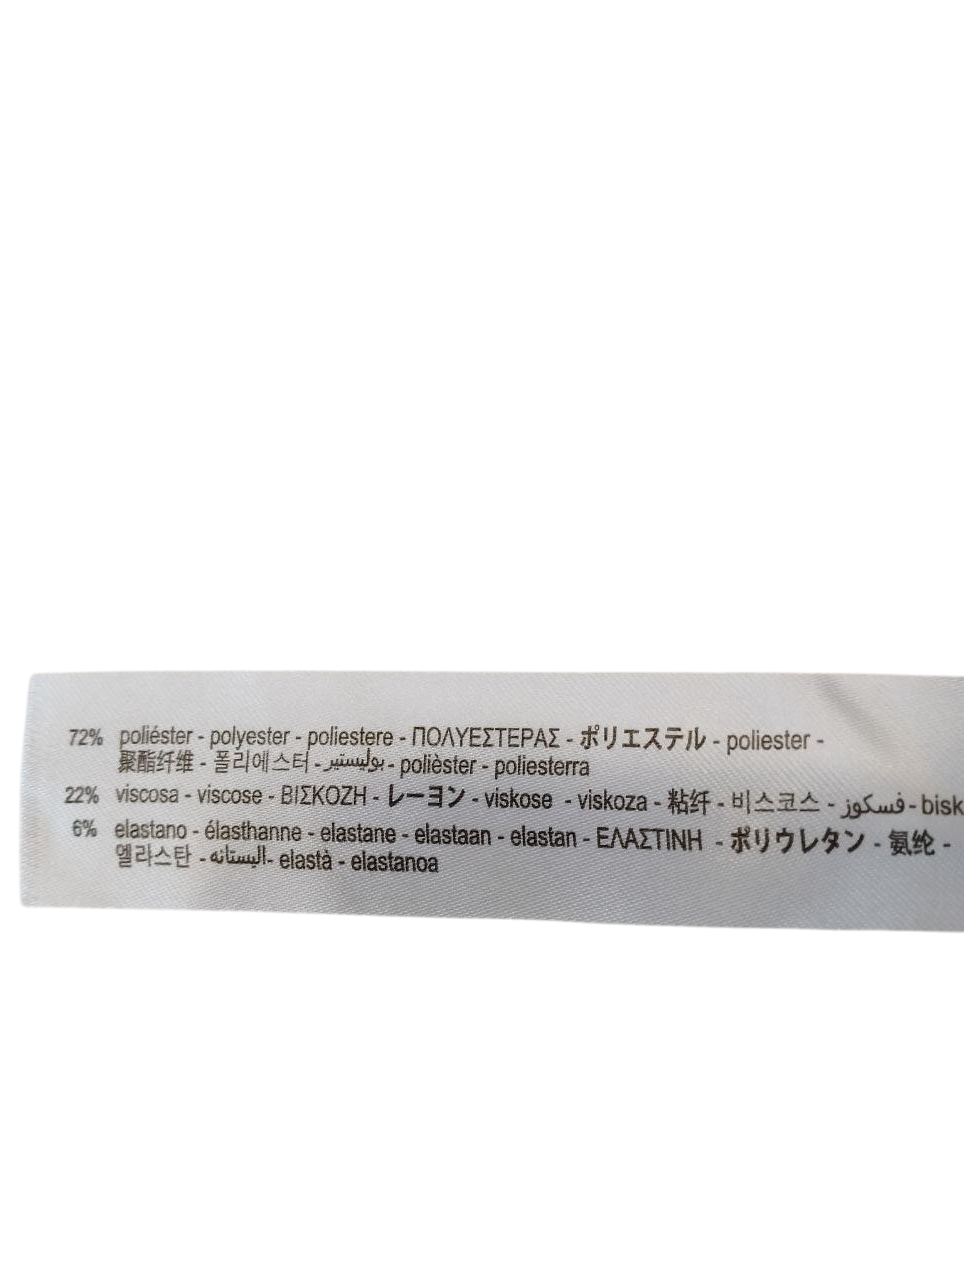 72% poliéster - polyester - poliestere - ΠΟΛΥΕΣΤΕΡΑΣ - ポリエステル - poliester -
聚酯纤维 - 폴리에스터 - بوليستير - polièster - poliesterra
22% viscosa - viscose - ΒΙΣΚΟΖΗ - レーヨン - viskose - viskoza - 粘纤 - 비스코스 - فسكوز - bisk
6% elastano - élasthanne - elastane - elastaan - elastan - ΕΛΑΣΤΙΝΗ - ポリウレタン - 氨纶 -
엘라스탄 - اليستانه - elastà - elastanoa